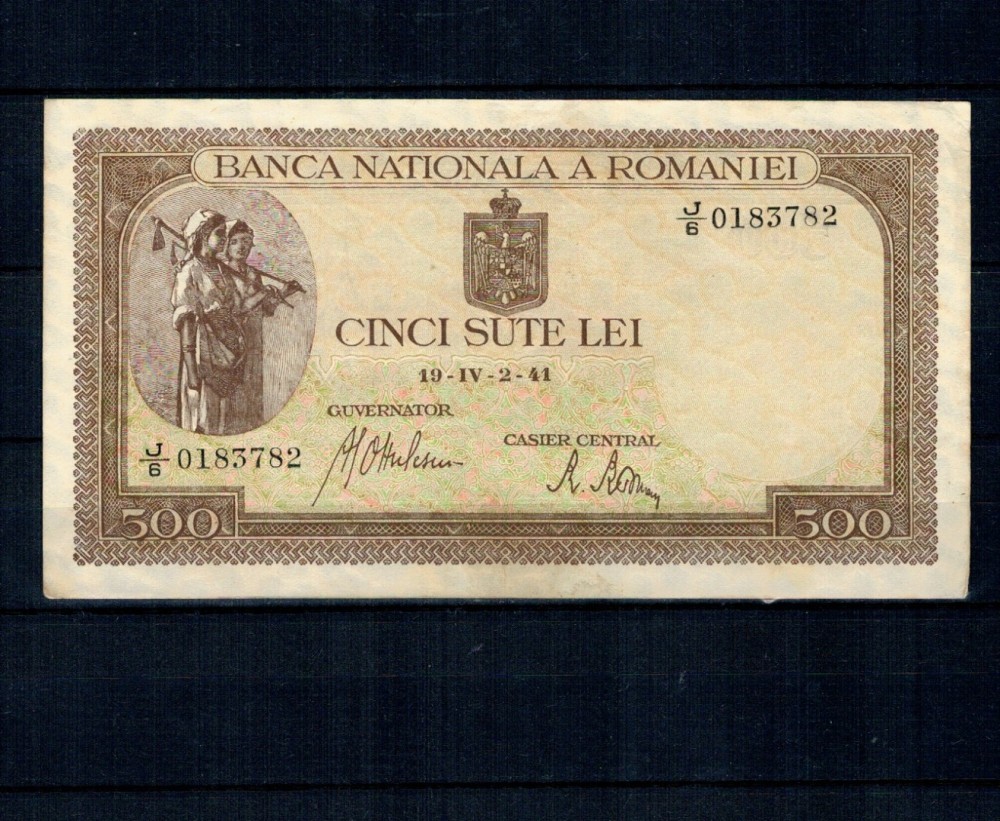 BANCA NATIONALA A ROMANIEI
J/6 0183782
CINCI SUTE LEI
19-IV-2-41
GUVERNATOR
CASIER CENTRAL
J/6 0183782
500 500